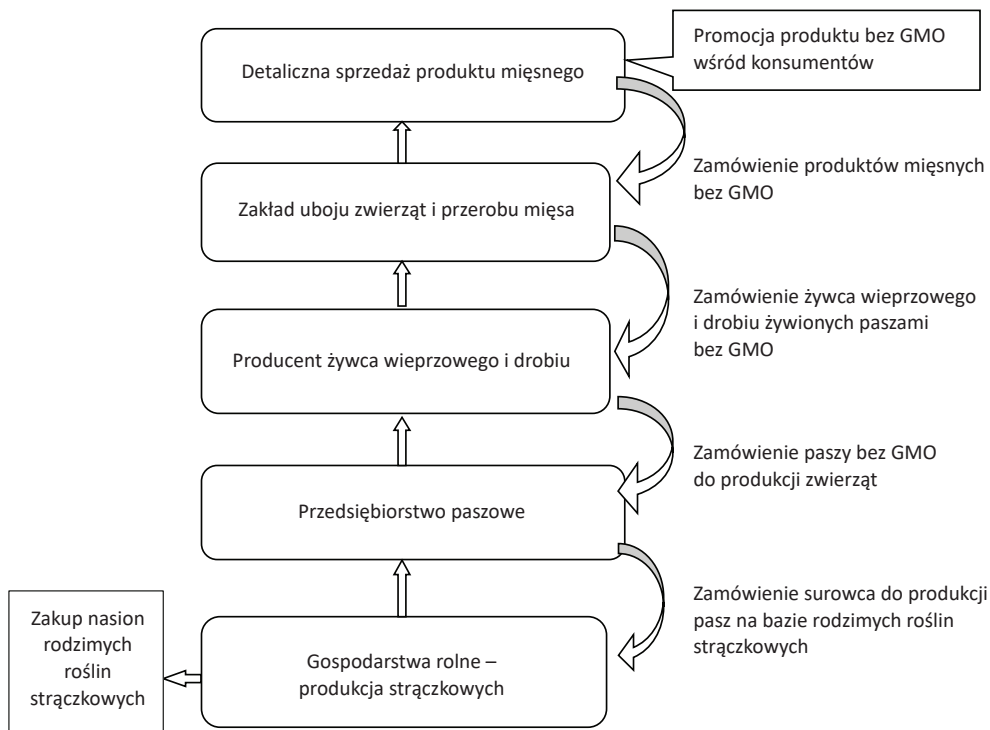 Promocja produktu bez GMO
wśród konsumentów
Detaliczna sprzedaż produktu mięsnego
Zamówienie produktów mięsnych
bez GMO
Zakład uboju zwierząt i przerobu mięsa
Zamówienie żywca wieprzowego
i drobiu żywionych paszami
bez GMO
Producent żywca wieprzowego i drobiu
Zamówienie paszy bez GMO
do produkcji zwierząt
Przedsiębiorstwo paszowe
Zamówienie surowca do produkcji
pasz na bazie rodzimych roślin
strączkowych
Zakup nasion
rodzimych
roślin
strączkowych
Gospodarstwa rolne –
produkcja strączkowych